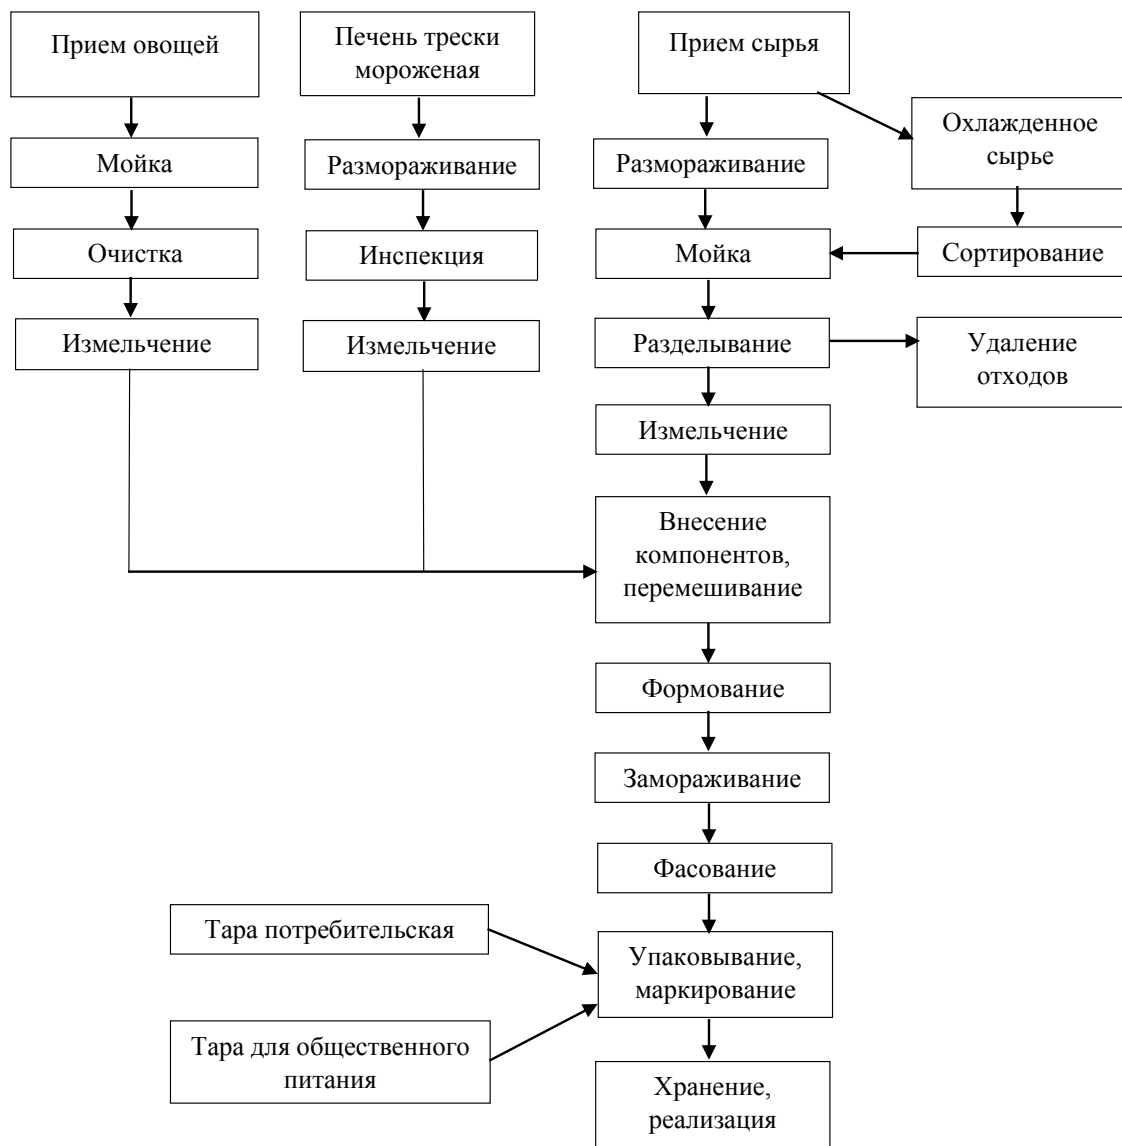 Прием овощей
Печень трески
мороженая
Прием сырья
Охлажденное
сырье
Мойка
Размораживание
Размораживание
Очистка
Инспекция
Мойка
Сортирование
Измельчение
Измельчение
Разделывание
Удаление
отходов
Измельчение
Внесение
компонентов,
перемешивание
Формование
Замораживание
Фасование
Тара потребительская
Упаковывание,
маркирование
Тара для общественного
питания
Хранение,
реализация